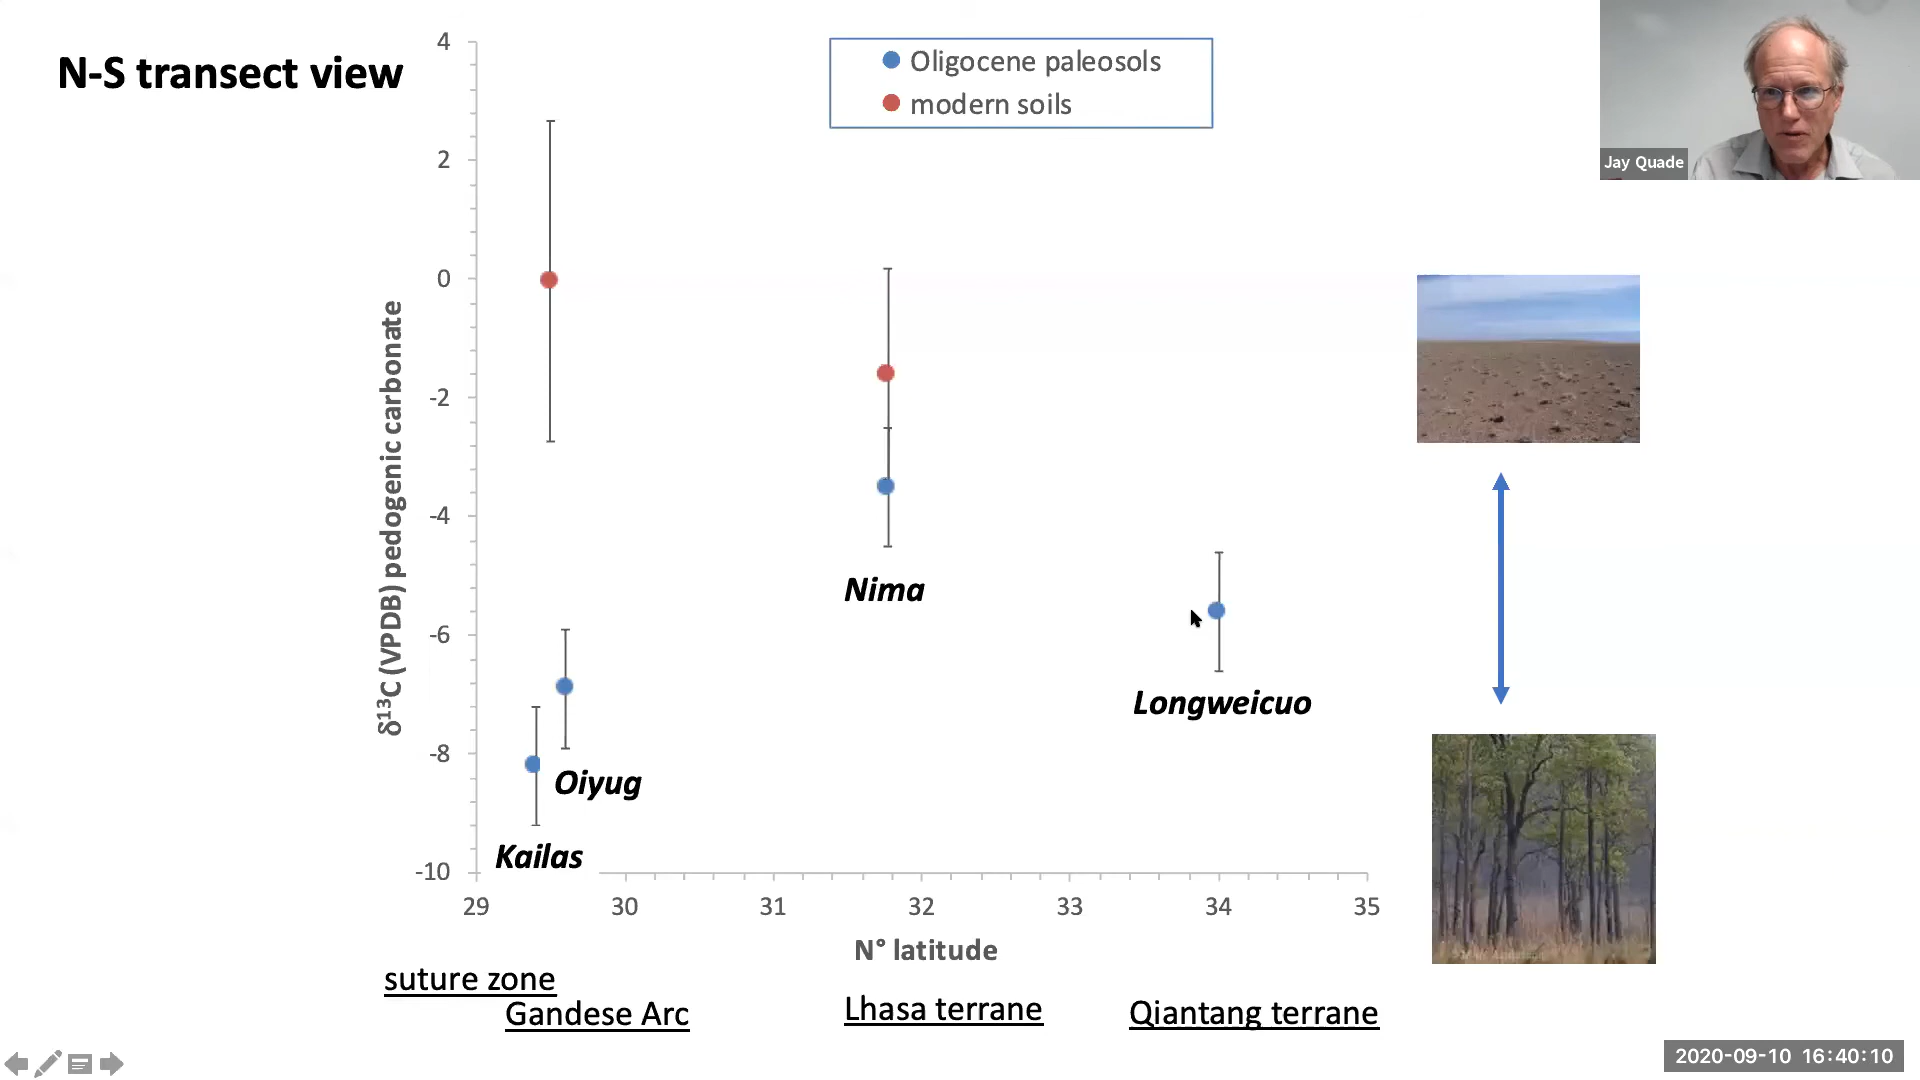 N-S transect view
Oligocene paleosols
modern soils
Jay Quade
4
2
0
-2
-4
-6
-8
-10
δ¹³C (VPDB) pedogenic carbonate
Nima
Longweicuo
Oiyug
Kailas
29 30 31 32 33 34 35
N° latitude
suture zone
Gandese Arc
Lhasa terrane
Qiantang terrane
2020-09-10 16:40:10